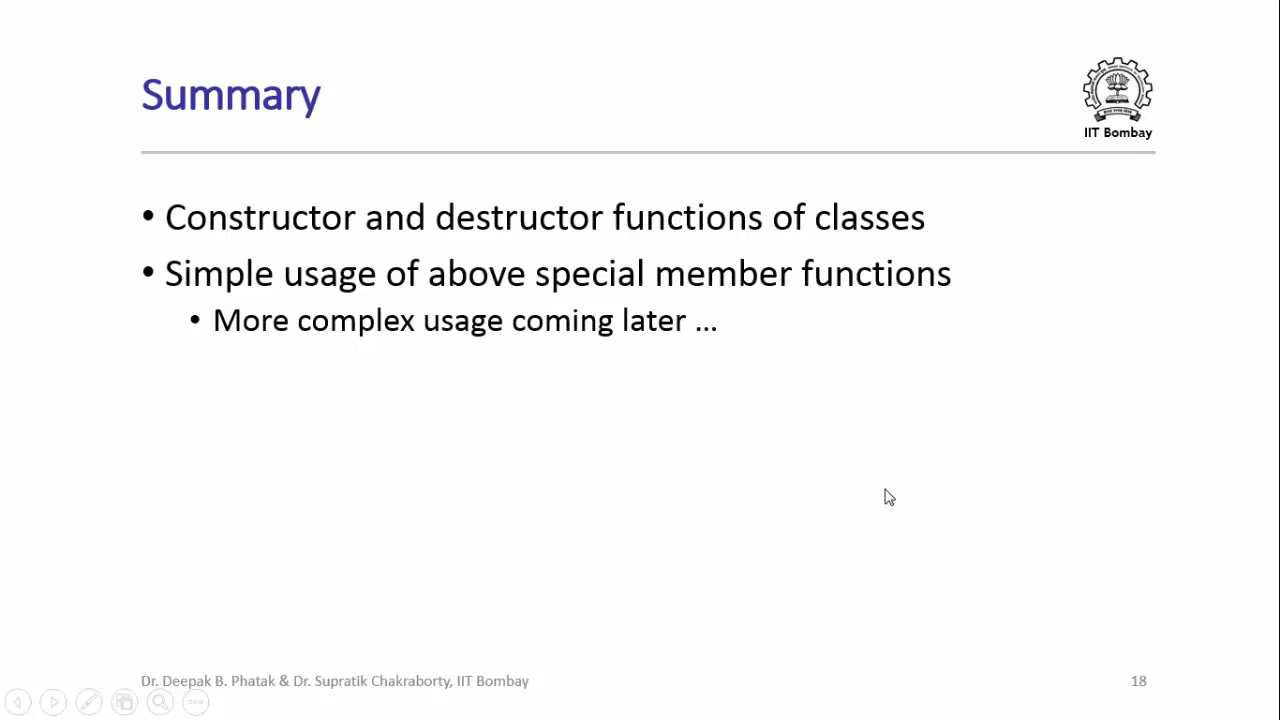 Summary
IIT Bombay
• Constructor and destructor functions of classes
• Simple usage of above special member functions
• More complex usage coming later ...
Dr. Deepak B. Phatak & Dr. Supratik Chakraborty, IIT Bombay
18